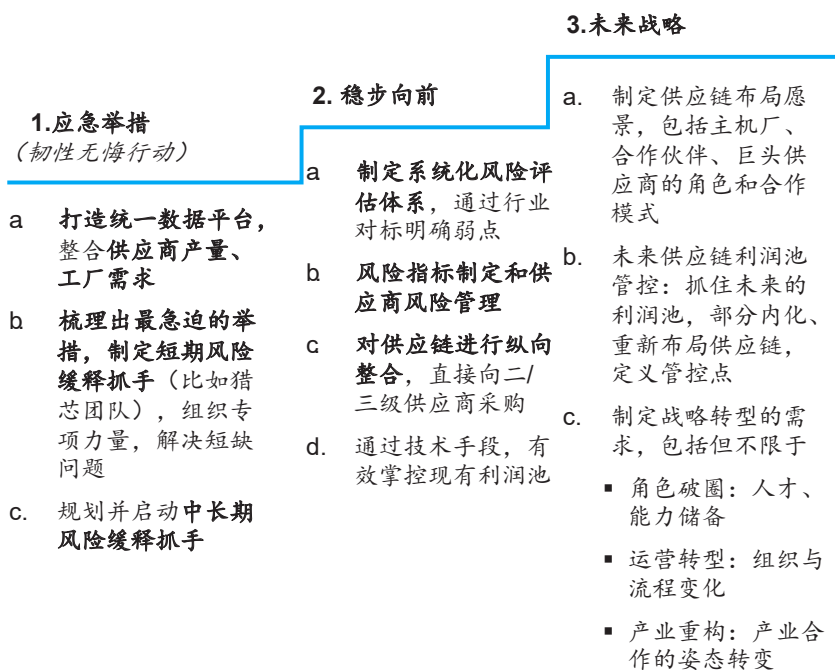 1.应急举措
（韧性无悔行动）
a 打造统一数据平台，
整合供应商产量、
工厂需求
b 梳理出最急迫的举
措，制定短期风险
缓释抓手（比如猎
芯团队），组织专
项力量，解决短缺
问题
c. 规划并启动中长期
风险缓释抓手
2. 稳步向前
a 制定系统化风险评
估体系，通过行业
对标明确弱点
b 风险指标制定和供
应商风险管理
c 对供应链进行纵向
整合，直接向二/
三级供应商采购
d. 通过技术手段，有
效掌控现有利润池
3.未来战略
a. 制定供应链布局愿
景，包括主机厂、
合作伙伴、巨头供
应商的角色和合作
模式
b. 未来供应链利润池
管控：抓住未来的
利润池，部分内化、
重新布局供应链，
定义管控点
c. 制定战略转型的需
求，包括但不限于
▪ 角色破圈：人才、
能力储备
▪ 运营转型：组织与
流程变化
▪ 产业重构：产业合
作的姿态转变